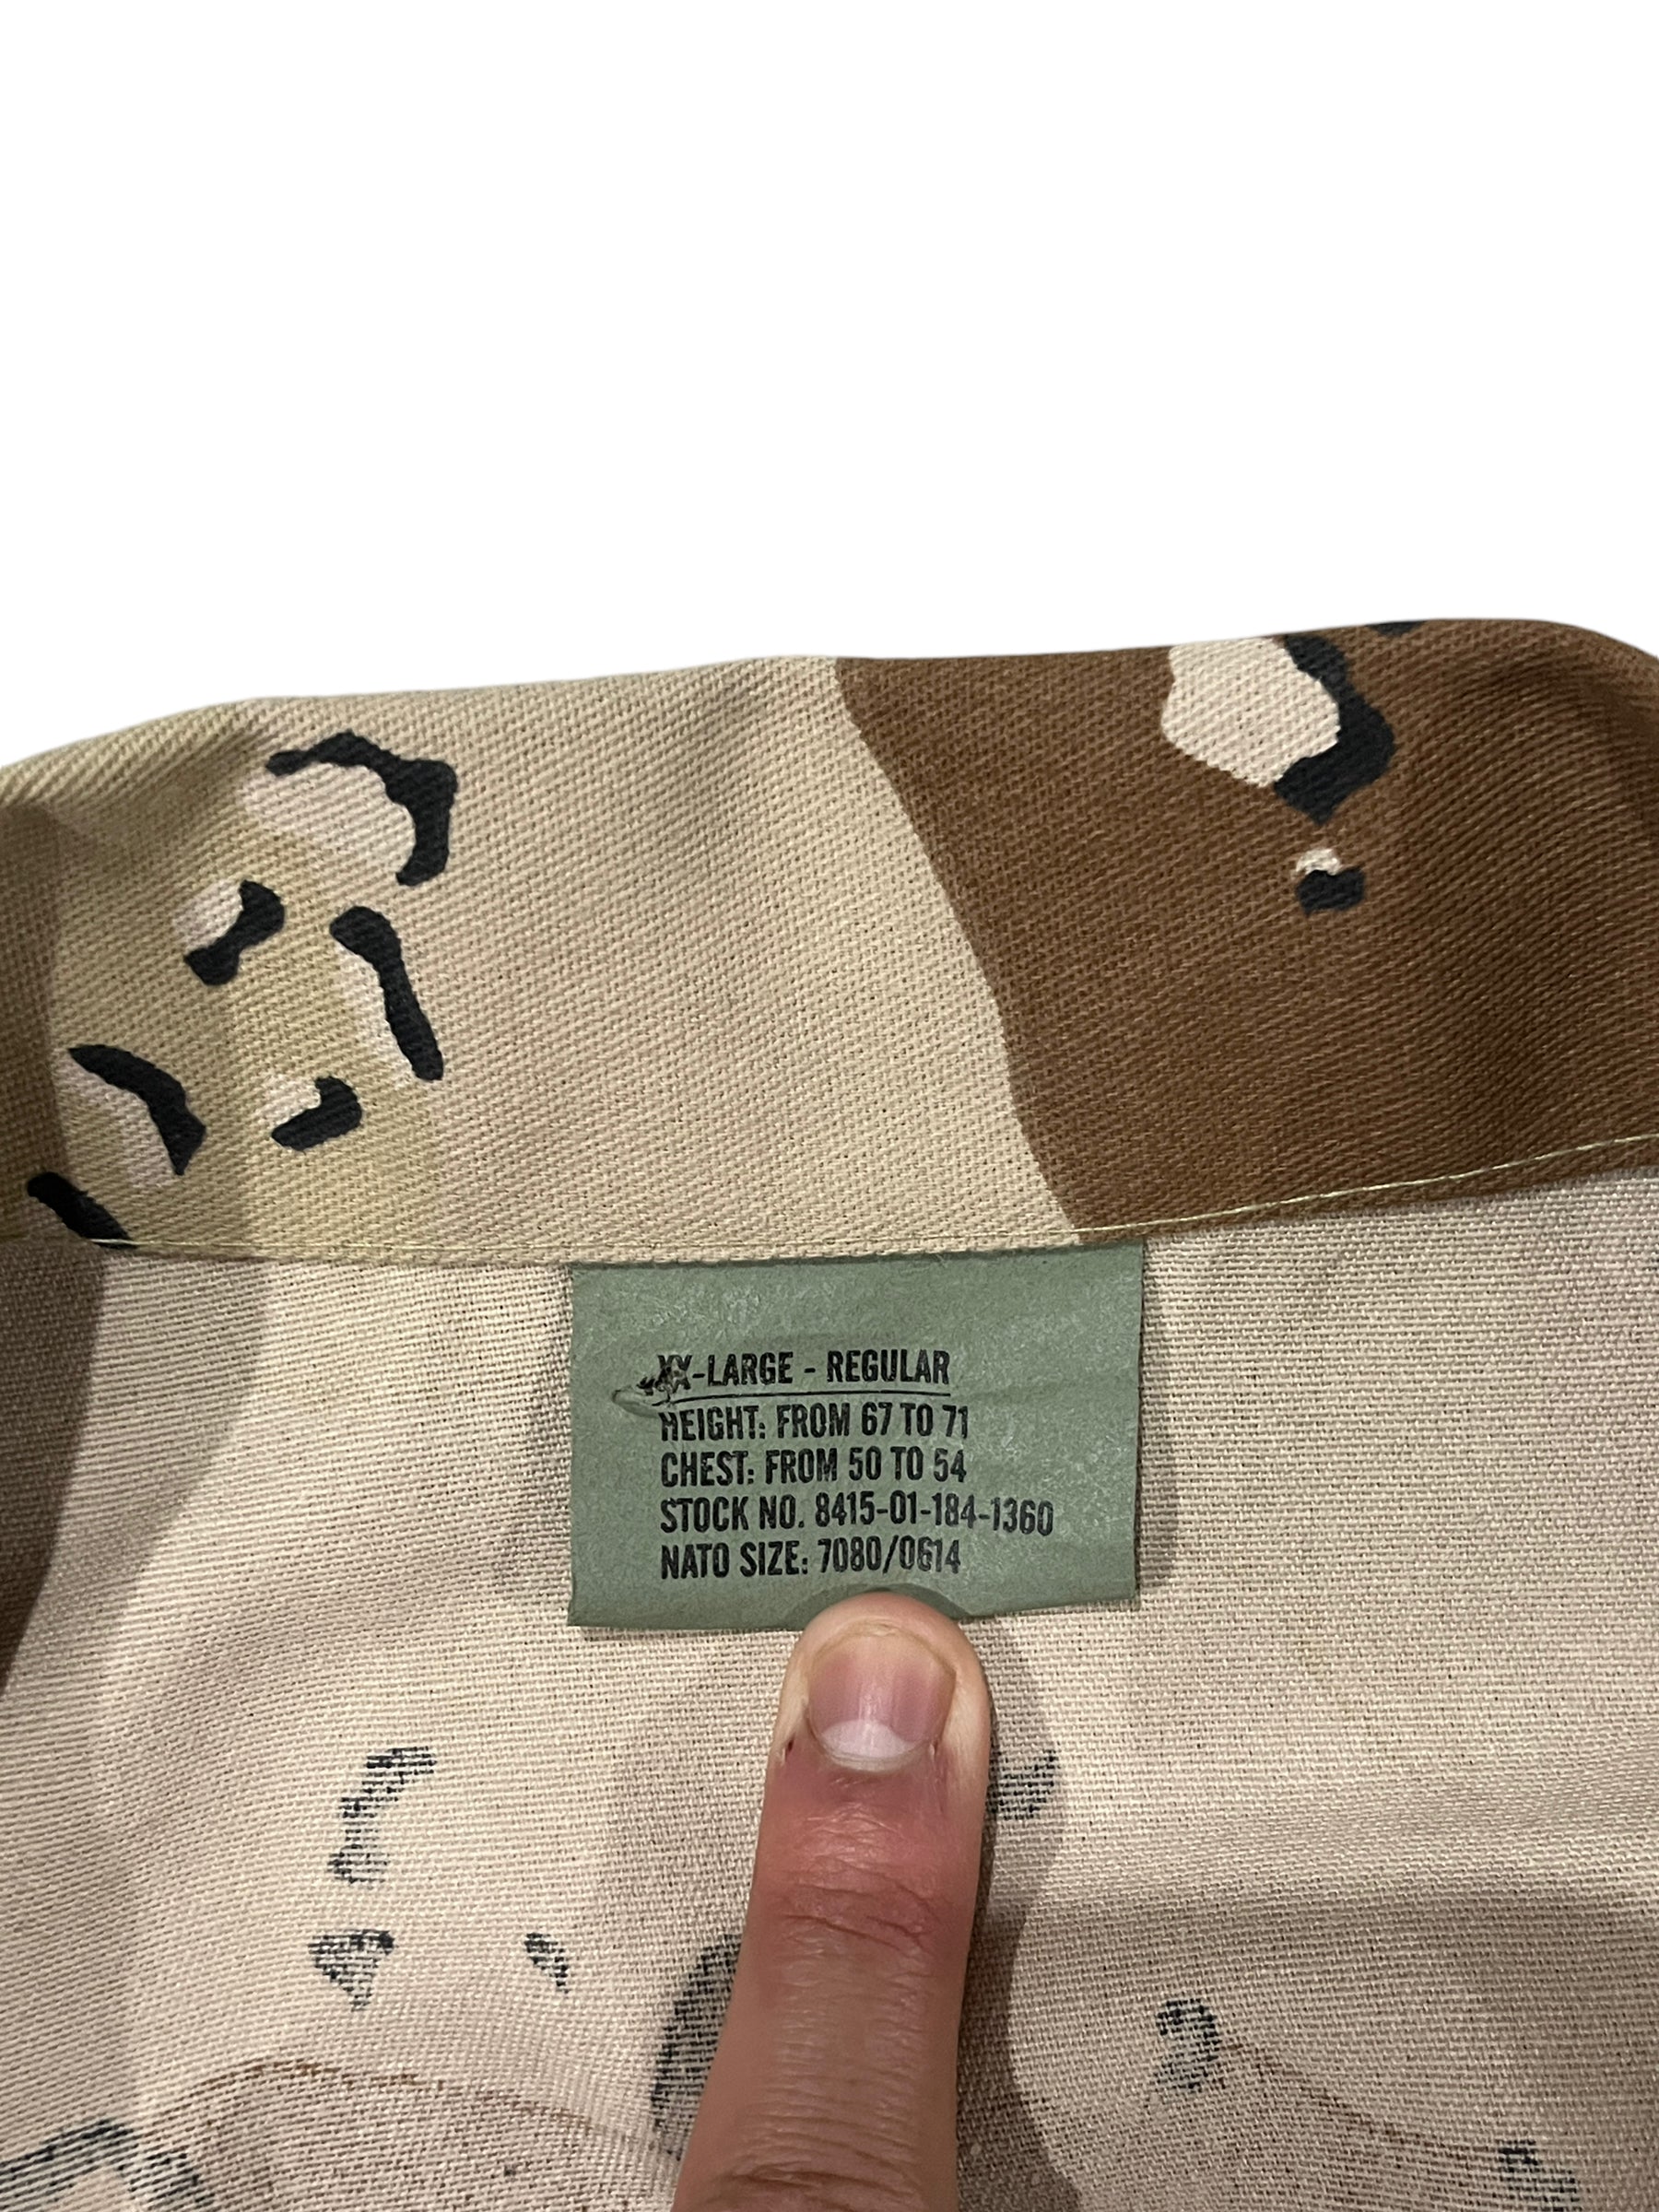 XX-LARGE - REGULAR
HEIGHT: FROM 67 TO 71
CHEST: FROM 50 TO 54
STOCK NO. 8415-01-184-1360
NATO SIZE: 7080/0614